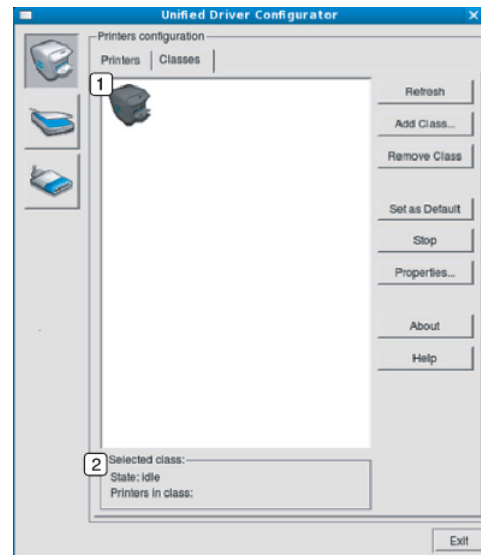 Unified Driver Configurator
Printers configuration
Printers Classes
1
Refresh
Add Class...
Remove Class
Set as Default
Stop
Properties...
About
Help
2 Selected class:
State: idle
Printers in class:
Exit